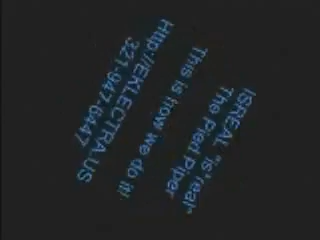 ISREAL "is" real"
The Pied Piper
This is how we do it!
Http://EKLECTRA.US
321-947-6447